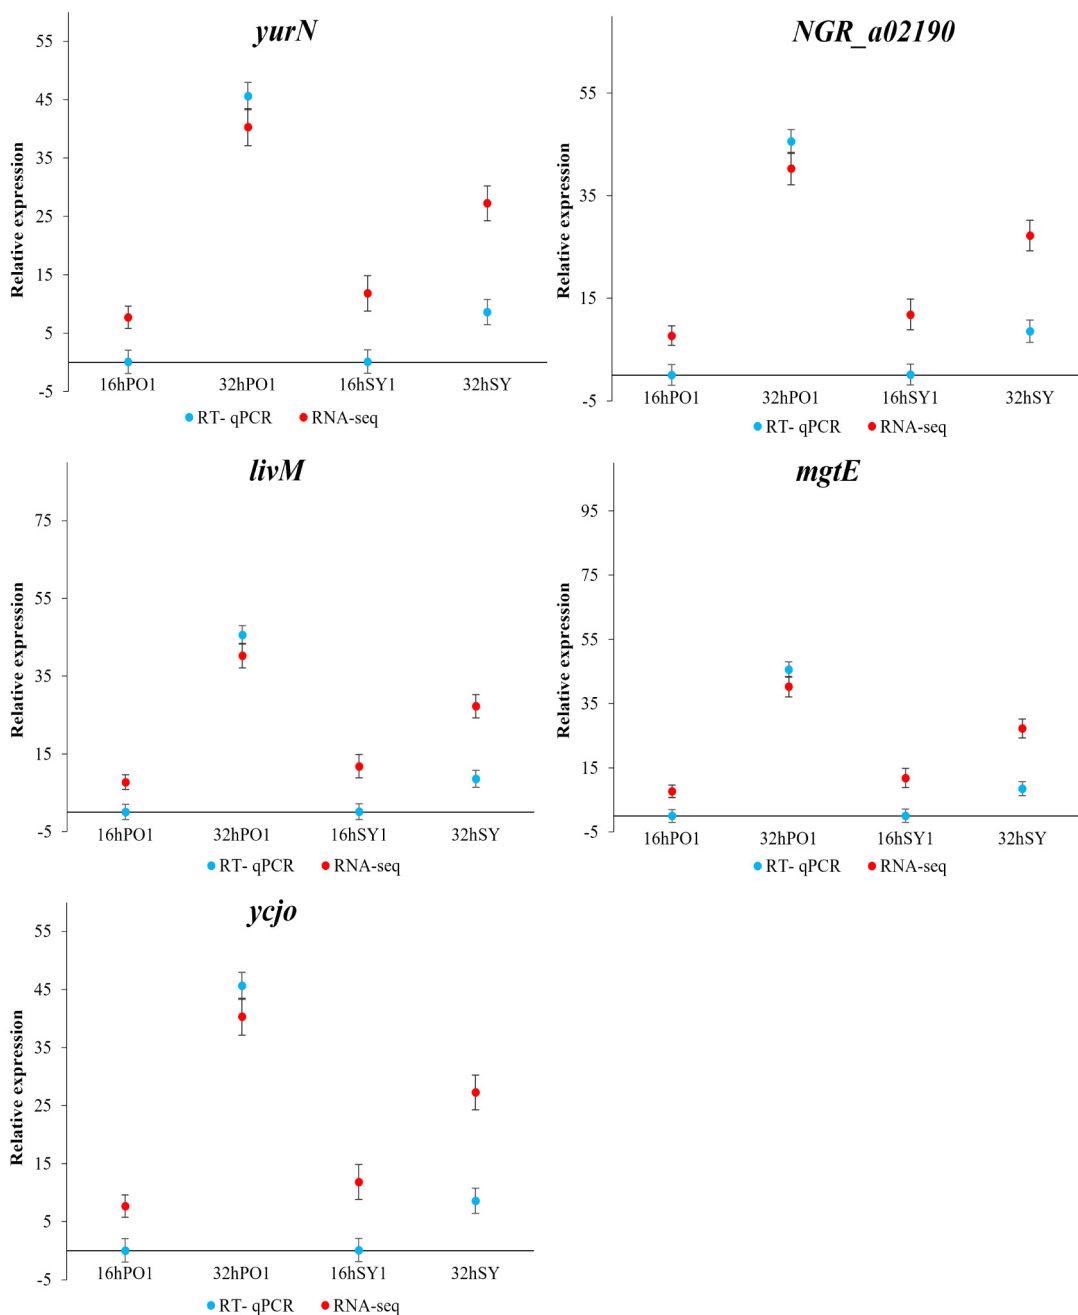 yurN
Relative expression
55
45
35
25
15
5
-5
16hPO1 32hPO1 16hSY1 32hSY
RT- qPCR RNA-seq
NGR_a02190
Relative expression
55
35
15
-5
16hPO1 32hPO1 16hSY1 32hSY
RT- qPCR RNA-seq
livM
Relative expression
75
55
35
15
-5
16hPO1 32hPO1 16hSY1 32hSY
RT- qPCR RNA-seq
mgtE
Relative expression
95
75
55
35
15
-5
16hPO1 32hPO1 16hSY1 32hSY
RT- qPCR RNA-seq
ycjo
Relative expression
55
45
35
25
15
5
-5
16hPO1 32hPO1 16hSY1 32hSY
RT- qPCR RNA-seq